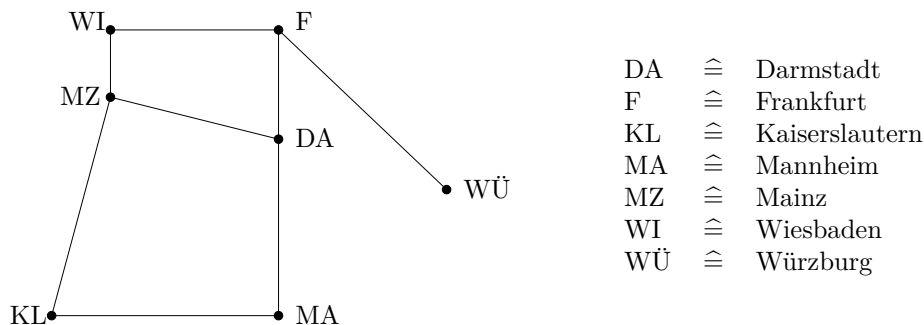 WI
F
MZ
DA
WÜ
KL
MA
DA ≙ Darmstadt
F ≙ Frankfurt
KL ≙ Kaiserslautern
MA ≙ Mannheim
MZ ≙ Mainz
WI ≙ Wiesbaden
WÜ ≙ Würzburg